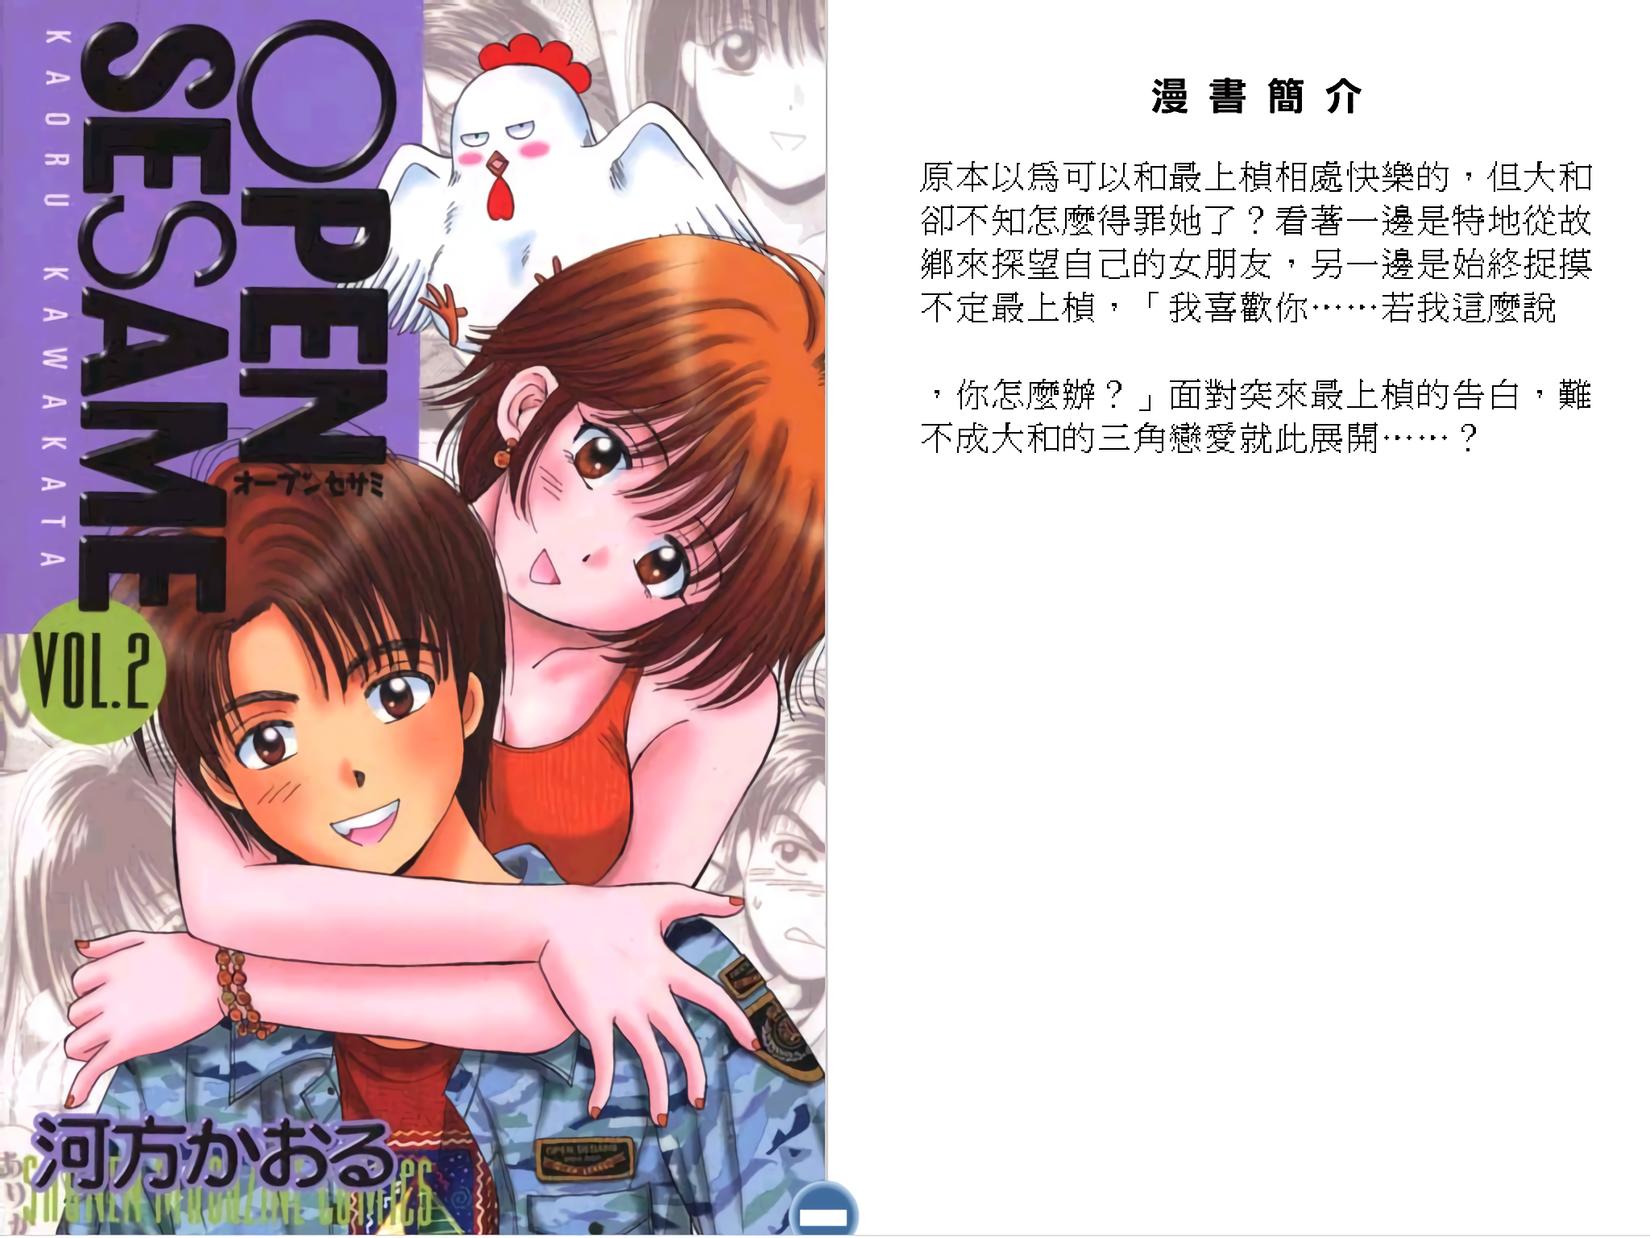 OPEN
SESAME
オープンセサミ
KAORU KAWAKATA
VOL.2
河方かおる
SHONEN MAGAZINE COMICS
漫書簡介
原本以為可以和最上楨相處快樂的，但大和
卻不知怎麼得罪她了？看著一邊是特地從故
鄉來探望自己的女朋友，另一邊是始終捉摸
不定最上楨，「我喜歡你……若我這麼說
，你怎麼辦？」面對突來最上楨的告白，難
不成大和的三角戀愛就此展開……？